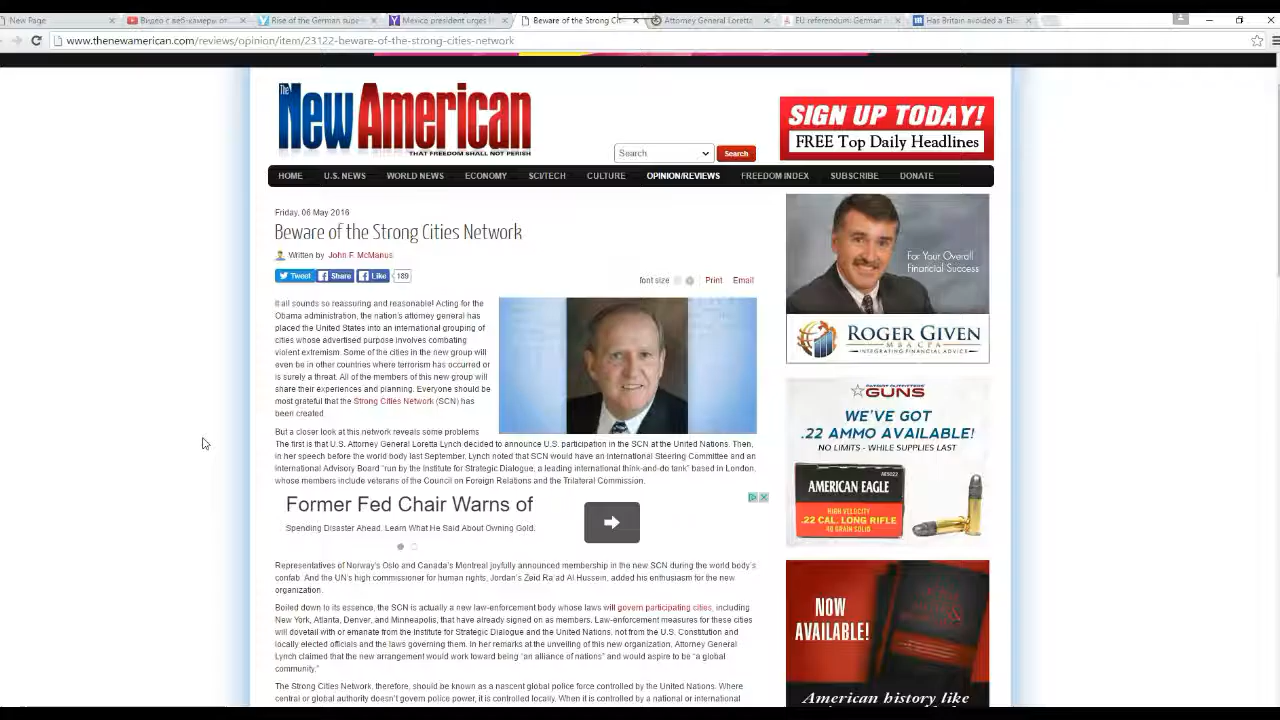 New Page
Видео с веб-камеры от
Rise of the German supe
Mexico president urges
Beware of the Strong Ci
Attorney General Loretta
EU referendum: German
Has Britain avoided a 'Eu
www.thenewamerican.com/reviews/opinion/item/23122-beware-of-the-strong-cities-network
The New American
THAT FREEDOM SHALL NOT PERISH
SIGN UP TODAY!
FREE Top Daily Headlines
Search
Search
HOME U.S. NEWS WORLD NEWS ECONOMY SCI/TECH CULTURE OPINION/REVIEWS FREEDOM INDEX SUBSCRIBE DONATE
Friday, 06 May 2016
Beware of the Strong Cities Network
Written by John F. McManus
Tweet Share Like 189
font size Print Email
It all sounds so reassuring and reasonable! Acting for the
Obama administration, the nation's attorney general has
placed the United States into an international grouping of
cities whose advertised purpose involves combating
violent extremism. Some of the cities in the new group will
even be in other countries where terrorism has occurred or
is surely a threat. All of the members of this new group will
share their experiences and planning. Everyone should be
most grateful that the Strong Cities Network (SCN) has
been created.
But a closer look at this network reveals some problems
The first is that U.S. Attorney General Loretta Lynch decided to announce U.S. participation in the SCN at the United Nations. Then,
in her speech before the world body last September, Lynch noted that SCN would have an International Steering Committee and an
International Advisory Board “run by the Institute for Strategic Dialogue, a leading international think-and-do tank” based in London,
whose members include veterans of the Council on Foreign Relations and the Trilateral Commission.
Former Fed Chair Warns of
Spending Disaster Ahead. Learn What He Said About Owning Gold.
Representatives of Norway's Oslo and Canada's Montreal joyfully announced membership in the new SCN during the world body's
confab. And the UN's high commissioner for human rights, Jordan's Zeid Ra'ad Al Hussein, added his enthusiasm for the new
organization.
Boiled down to its essence, the SCN is actually a new law-enforcement body whose laws will govern participating cities, including
New York, Atlanta, Denver, and Minneapolis, that have already signed on as members. Law-enforcement measures for these cities
will dovetail with or emanate from the Institute for Strategic Dialogue and the United Nations, not from the U.S. Constitution and
locally elected officials and the laws governing them. In her remarks at the unveiling of this new organization, Attorney General
Lynch claimed that the new arrangement would work toward being “an alliance of nations” and would aspire to be “a global
community.”
The Strong Cities Network, therefore, should be known as a nascent global police force controlled by the United Nations. Where
central or global authority doesn't govern police power, it is controlled locally. When it is controlled by a national or international
For Your Overall
Financial Success
ROGER GIVEN
MBA CPA
INTEGRATING FINANCIAL ADVICE
PATRIOT OUTFITTERS
GUNS
WE'VE GOT
.22 AMMO AVAILABLE!
NO LIMITS - WHILE SUPPLIES LAST
AMERICAN EAGLE
HIGH VELOCITY
.22 CAL. LONG RIFLE
40 GRAIN SOLID
NOW
AVAILABLE!
American history like